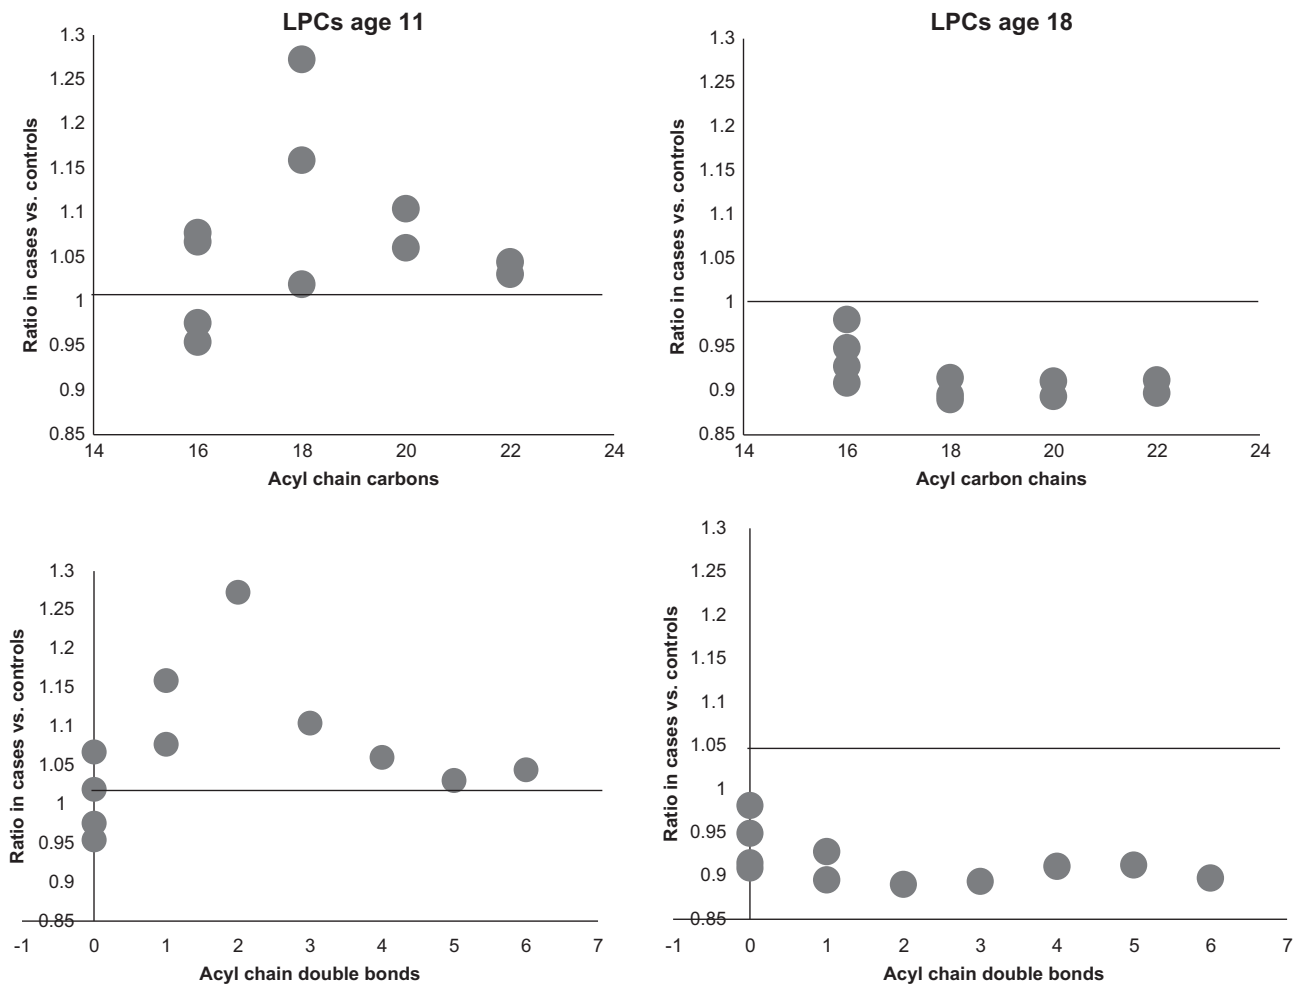 LPCs age 11
1.3
1.25
1.2
1.15
1.1
1.05
1
0.95
0.9
0.85
Ratio in cases vs. controls
14 16 18 20 22 24
Acyl chain carbons
LPCs age 18
1.3
1.25
1.2
1.15
1.1
1.05
1
0.95
0.9
0.85
Ratio in cases vs. controls
14 16 18 20 22 24
Acyl carbon chains
1.3
1.25
1.2
1.15
1.1
1.05
1
0.95
0.9
0.85
Ratio in cases vs. controls
-1 0 1 2 3 4 5 6 7
Acyl chain double bonds
1.3
1.25
1.2
1.15
1.1
1.05
1
0.95
0.9
0.85
Ratio in cases vs. controls
-1 0 1 2 3 4 5 6 7
Acyl chain double bonds